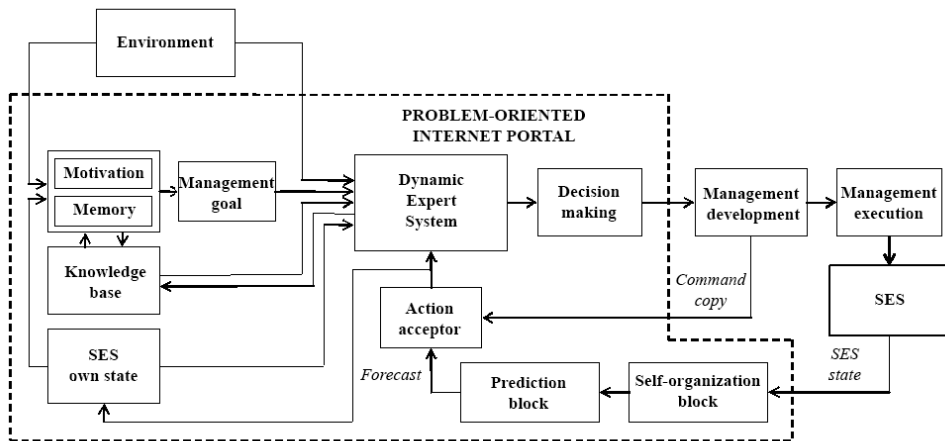 Environment
PROBLEM-ORIENTED
INTERNET PORTAL
Motivation
Memory
Management
goal
Dynamic
Expert
System
Decision
making
Management
development
Management
execution
Knowledge
base
Command
copy
SES
Action
acceptor
SES
own state
Forecast
Prediction
block
Self-organization
block
SES
state